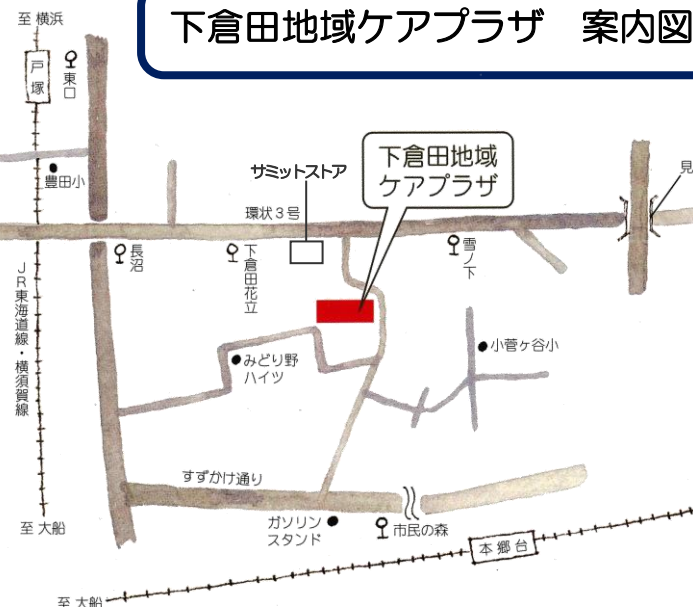 下倉田地域ケアプラザ　案内図
至 横浜
戸塚
東口
豊田小
サミットストア
下倉田地域
ケアプラザ
見
環状３号
長沼
下倉田花立
雪ノ下
JR東海道線・横須賀線
みどり野
ハイツ
小菅ヶ谷小
すずかけ通り
至 大船
ガソリン
スタンド
市民の森
本郷台
至 大船